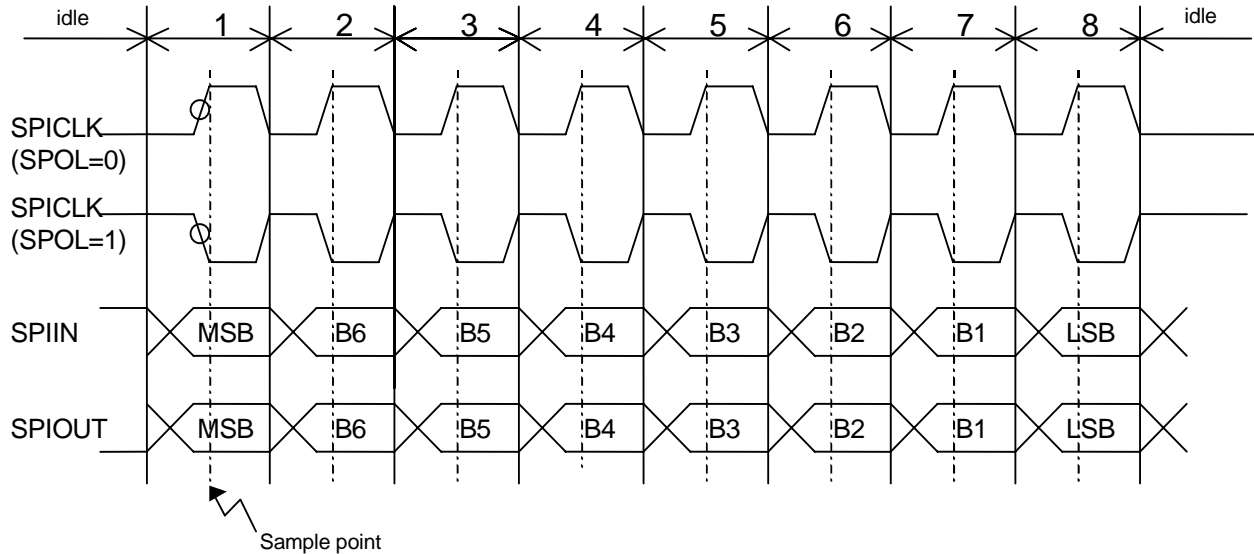 idle 1 2 3 4 5 6 7 8 idle
SPICLK
(SPOL=0)
SPICLK
(SPOL=1)
SPIIN MSB B6 B5 B4 B3 B2 B1 LSB
SPIOUT MSB B6 B5 B4 B3 B2 B1 LSB
Sample point